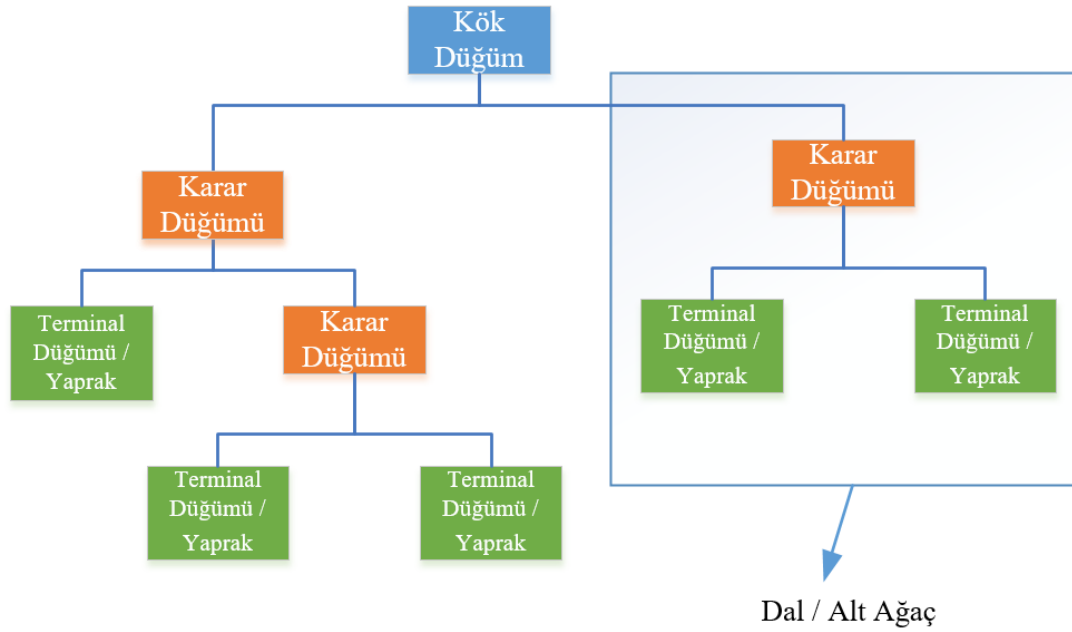 Kök
Düğüm
Karar
Düğümü
Karar
Düğümü
Terminal
Düğümü /
Yaprak
Karar
Düğümü
Terminal
Düğümü /
Yaprak
Terminal
Düğümü /
Yaprak
Terminal
Düğümü /
Yaprak
Terminal
Düğümü /
Yaprak
Dal / Alt Ağaç